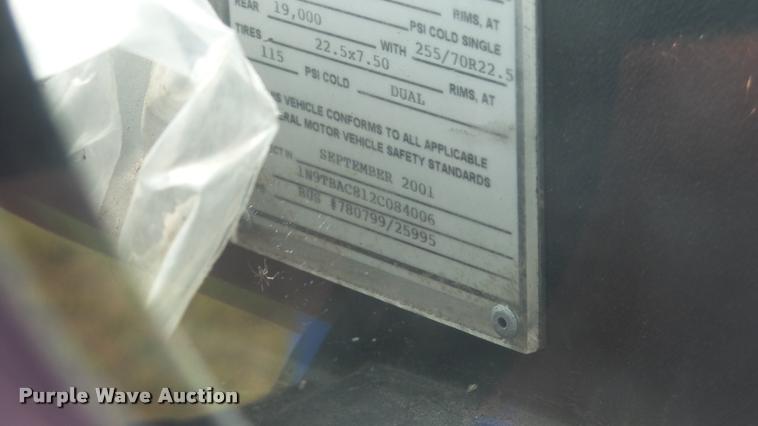 RIMS, AT
REAR 19,000 PSI COLD SINGLE
TIRES 22.5x7.50 WITH 255/70R22.5
115 PSI COLD DUAL RIMS, AT
VEHICLE CONFORMS TO ALL APPLICABLE
MOTOR VEHICLE SAFETY STANDARDS
IN SEPTEMBER 2001
1N9TBAC812C084006
BUS #780799/25995
Purple Wave Auction